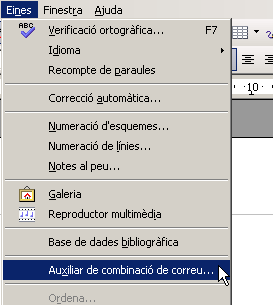 Eines Finestra Ajuda
ABC Verificació ortogràfica... F7
Idioma
Recompte de paraules
Correcció automàtica...
Numeració d'esquemes...
Numeració de línies...
Notes al peu...
Galeria
Reproductor multimèdia
Base de dades bibliogràfica
Auxiliar de combinació de correu...
Ordena...
10